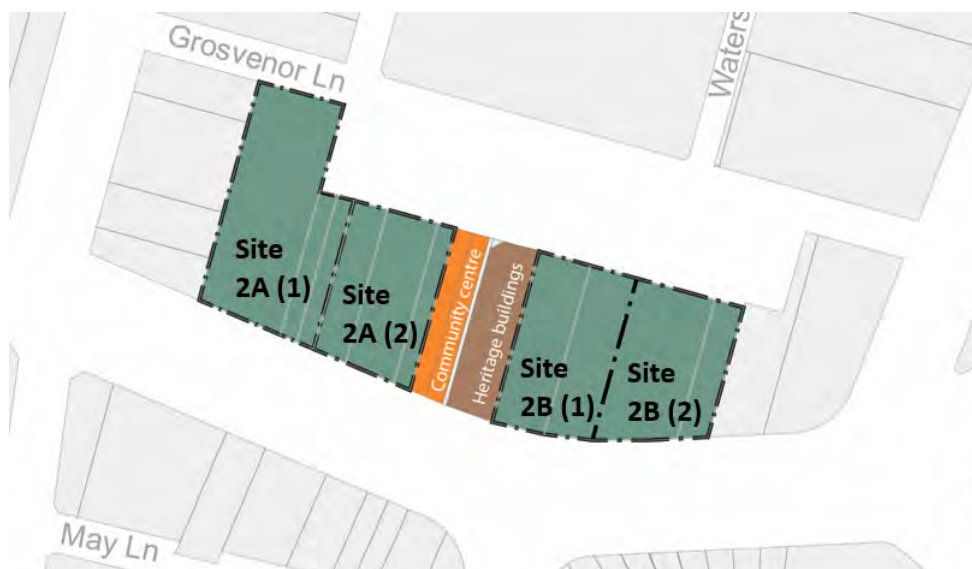 Grosvenor Ln
Waters
Site
2A (1)
Site
2A (2)
Community centre
Heritage buildings
Site
2B (1)
Site
2B (2)
May Ln